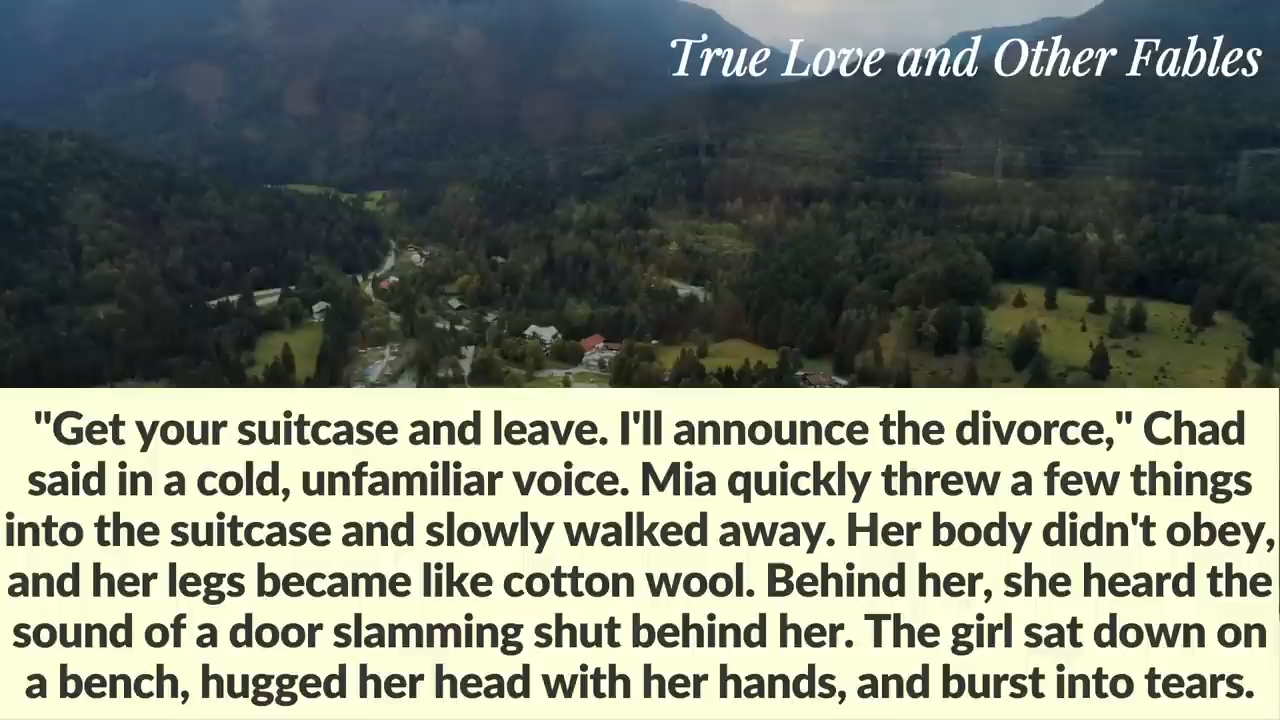 True Love and Other Fables
"Get your suitcase and leave. I'll announce the divorce," Chad
said in a cold, unfamiliar voice. Mia quickly threw a few things
into the suitcase and slowly walked away. Her body didn't obey,
and her legs became like cotton wool. Behind her, she heard the
sound of a door slamming shut behind her. The girl sat down on
a bench, hugged her head with her hands, and burst into tears.